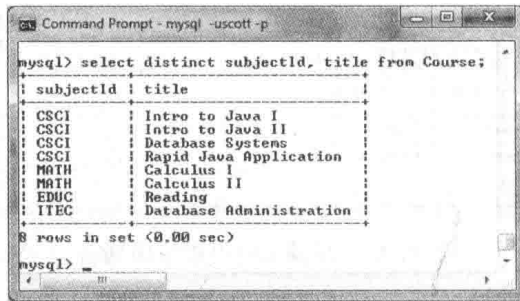 Command Prompt - mysql -uscott -p
mysql> select distinct subjectId, title from Course;
+-----------+-------------------------+
| subjectId | title                   |
+-----------+-------------------------+
| CSCI      | Intro to Java I         |
| CSCI      | Intro to Java II        |
| CSCI      | Database Systems        |
| CSCI      | Rapid Java Application  |
| MATH      | Calculus I              |
| MATH      | Calculus II             |
| EDUC      | Reading                 |
| ITEC      | Database Administration |
+-----------+-------------------------+
8 rows in set (0.00 sec)
mysql> _